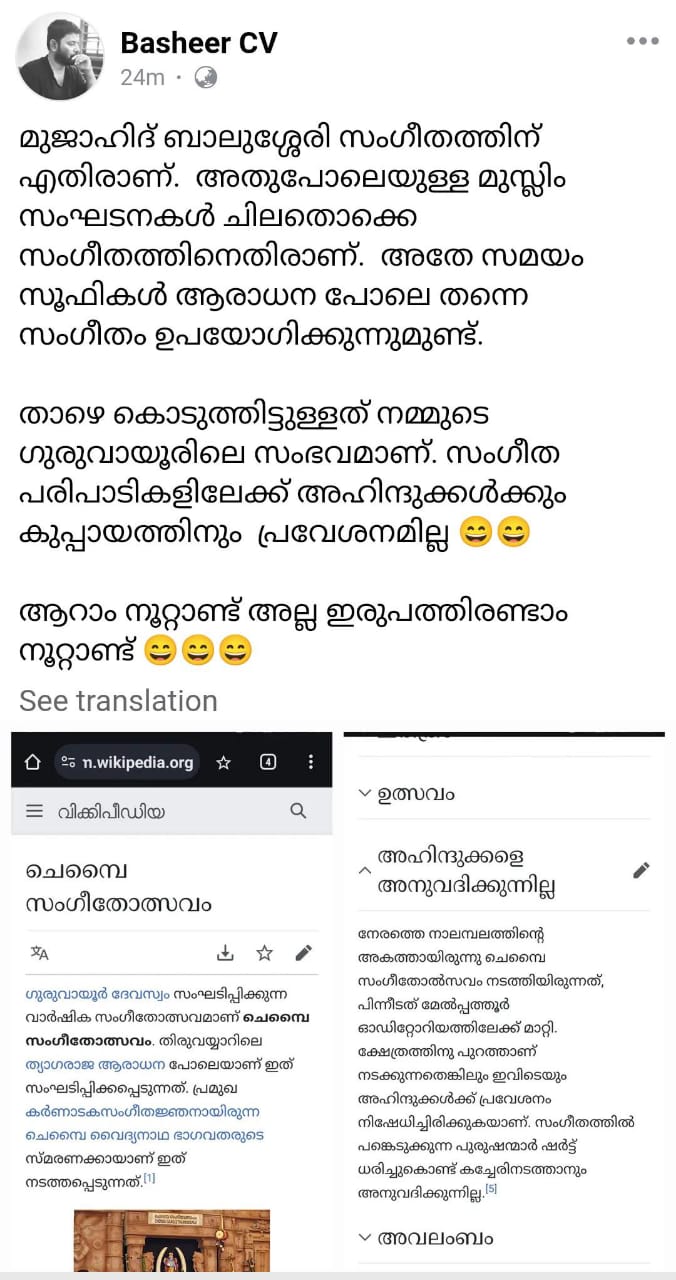 Basheer CV
24m ·
മുജാഹിദ് ബാലുശ്ശേരി സംഗീതത്തിന്
എതിരാണ്.  അതുപോലെയുള്ള മുസ്ലിം
സംഘടനകൾ ചിലതൊക്കെ
സംഗീതത്തിനെതിരാണ്.  അതേ സമയം
സൂഫികൾ ആരാധന പോലെ തന്നെ
സംഗീതം ഉപയോഗിക്കുന്നുമുണ്ട്.
താഴെ കൊടുത്തിട്ടുള്ളത് നമ്മുടെ
ഗുരുവായൂരിലെ സംഭവമാണ്. സംഗീത
പരിപാടികളിലേക്ക് അഹിന്ദുക്കൾക്കും
കുപ്പായത്തിനും  പ്രവേശനമില്ല 😄😄
ആറാം നൂറ്റാണ്ട് അല്ല ഇരുപത്തിരണ്ടാം
നൂറ്റാണ്ട് 😄😄😄
See translation
n.wikipedia.org
4
വിക്കിപീഡിയ
ചെമ്പൈ
സംഗീതോത്സവം
ഗുരുവായൂർ ദേവസ്വം സംഘടിപ്പിക്കുന്ന
വാർഷിക സംഗീതോത്സവമാണ് ചെമ്പൈ
സംഗീതോത്സവം. തിരുവയ്യാറിലെ
ത്യാഗരാജ ആരാധന പോലെയാണ് ഇത്
സംഘടിപ്പിക്കപ്പെടുന്നത്. പ്രമുഖ
കർണാടകസംഗീതജ്ഞനായിരുന്ന
ചെമ്പൈ വൈദ്യനാഥ ഭാഗവതരുടെ
സ്മരണക്കായാണ് ഇത്
നടത്തപ്പെടുന്നത്.[1]
ഉത്സവം
അഹിന്ദുക്കളെ
അനുവദിക്കുന്നില്ല
നേരത്തെ നാലമ്പലത്തിന്റെ
അകത്തായിരുന്നു ചെമ്പൈ
സംഗീതോൽസവം നടത്തിയിരുന്നത്,
പിന്നീടത് മേൽപ്പത്തൂർ
ഓഡിറ്റോറിയത്തിലേക്ക് മാറ്റി.
ക്ഷേത്രത്തിനു പുറത്താണ്
നടക്കുന്നതെങ്കിലും ഇവിടെയും
അഹിന്ദുക്കൾക്ക് പ്രവേശനം
നിഷേധിച്ചിരിക്കുകയാണ്. സംഗീതത്തിൽ
പങ്കെടുക്കുന്ന പുരുഷന്മാർ ഷർട്ട്
ധരിച്ചുകൊണ്ട് കച്ചേരിനടത്താനും
അനുവദിക്കുന്നില്ല.[5]
അവലംബം